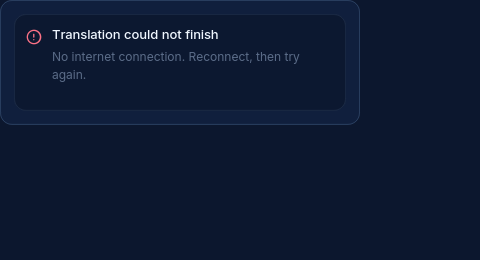 Translation could not finish
No internet connection. Reconnect, then try
again.